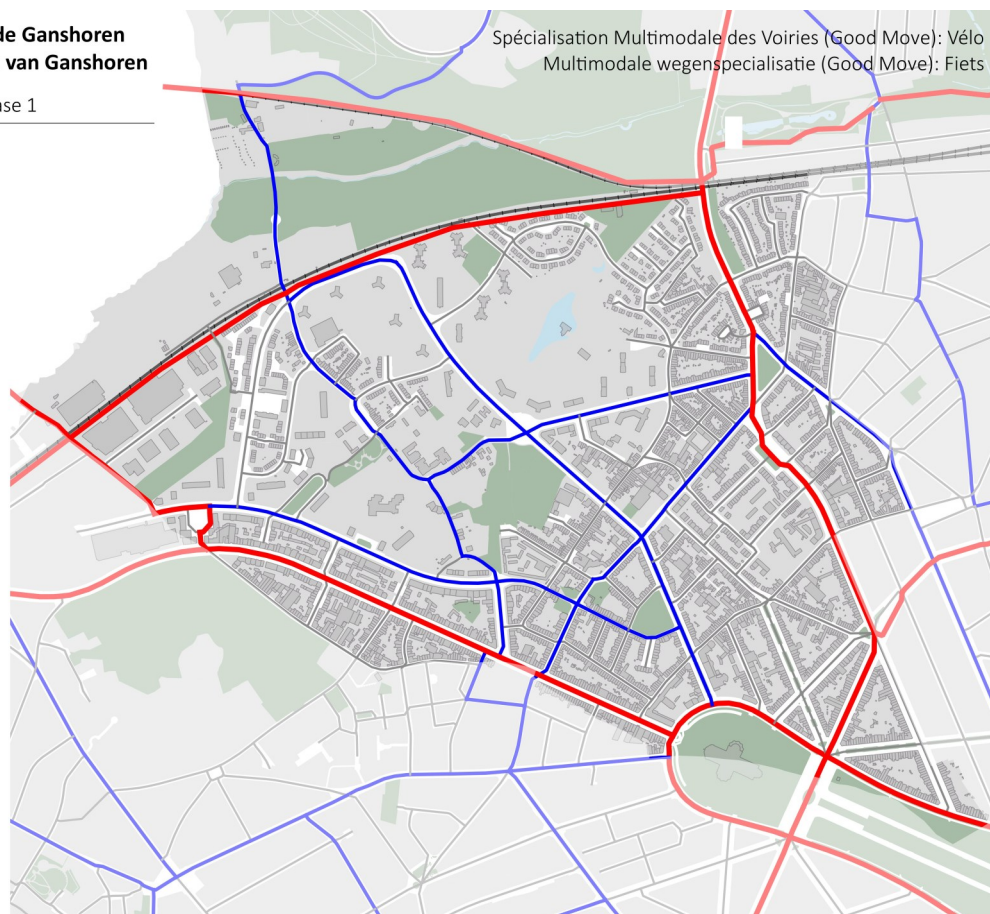 de Ganshoren
van Ganshoren
ase 1
Spécialisation Multimodale des Voiries (Good Move): Vélo
Multimodale wegenspecialisatie (Good Move): Fiets